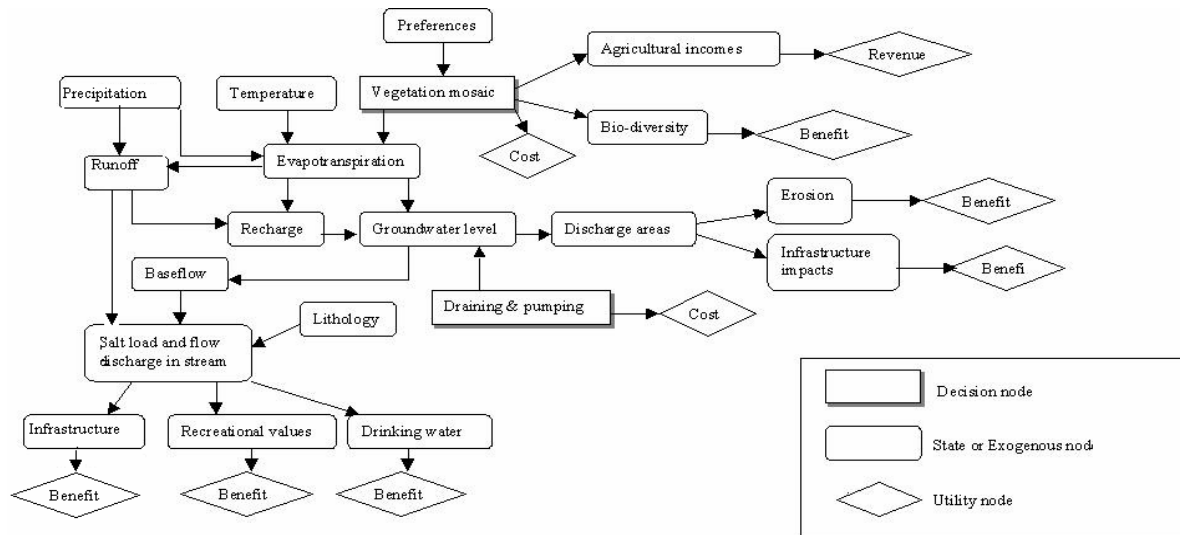 Preferences
Agricultural incomes
Revenue
Precipitation
Temperature
Vegetation mosaic
Bio-diversity
Benefit
Cost
Runoff
Evapotranspiration
Erosion
Benefit
Recharge
Groundwater level
Discharge areas
Infrastructure
impacts
Benefi
Baseflow
Draining & pumping
Cost
Lithology
Salt load and flow
discharge in stream
Infrastructure
Recreational values
Drinking water
Benefit
Benefit
Benefit
Decision node
State or Exogenous node
Utility node